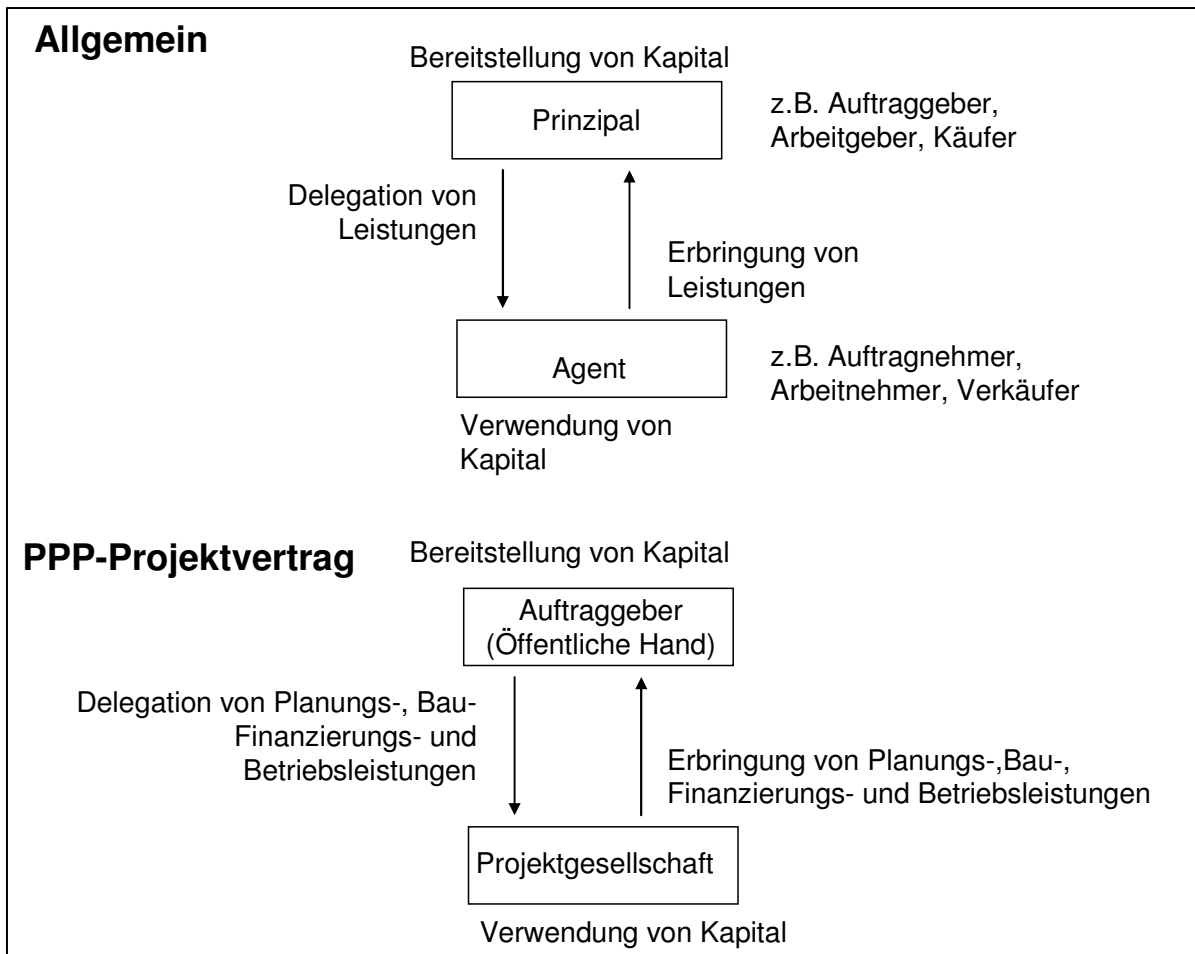 Allgemein
Bereitstellung von Kapital
Prinzipal
z.B. Auftraggeber,
Arbeitgeber, Käufer
Delegation von
Leistungen
Erbringung von
Leistungen
Agent
z.B. Auftragnehmer,
Arbeitnehmer, Verkäufer
Verwendung von
Kapital
PPP-Projektvertrag
Bereitstellung von Kapital
Auftraggeber
(Öffentliche Hand)
Delegation von Planungs-, Bau-
Finanzierungs- und
Betriebsleistungen
Erbringung von Planungs-,Bau-,
Finanzierungs- und Betriebsleistungen
Projektgesellschaft
Verwendung von Kapital